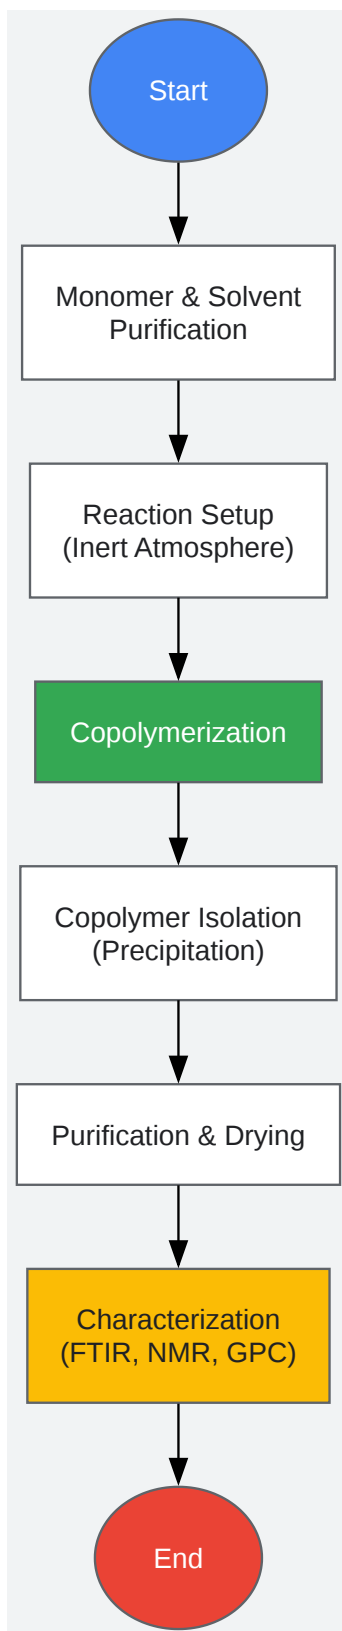 Start
Monomer & Solvent
Purification
Reaction Setup
(Inert Atmosphere)
Copolymerization
Copolymer Isolation
(Precipitation)
Purification & Drying
Characterization
(FTIR, NMR, GPC)
End